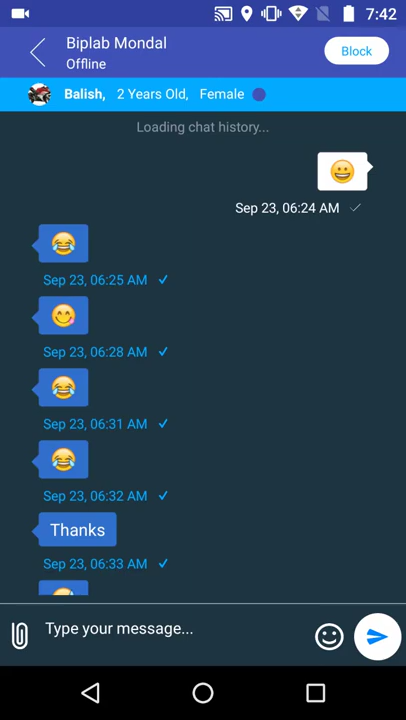 7:42
Biplab Mondal
Offline
Block
Balish, 2 Years Old, Female
Loading chat history...
😀
Sep 23, 06:24 AM
😂
Sep 23, 06:25 AM
😋
Sep 23, 06:28 AM
😂
Sep 23, 06:31 AM
😂
Sep 23, 06:32 AM
Thanks
Sep 23, 06:33 AM
Type your message...